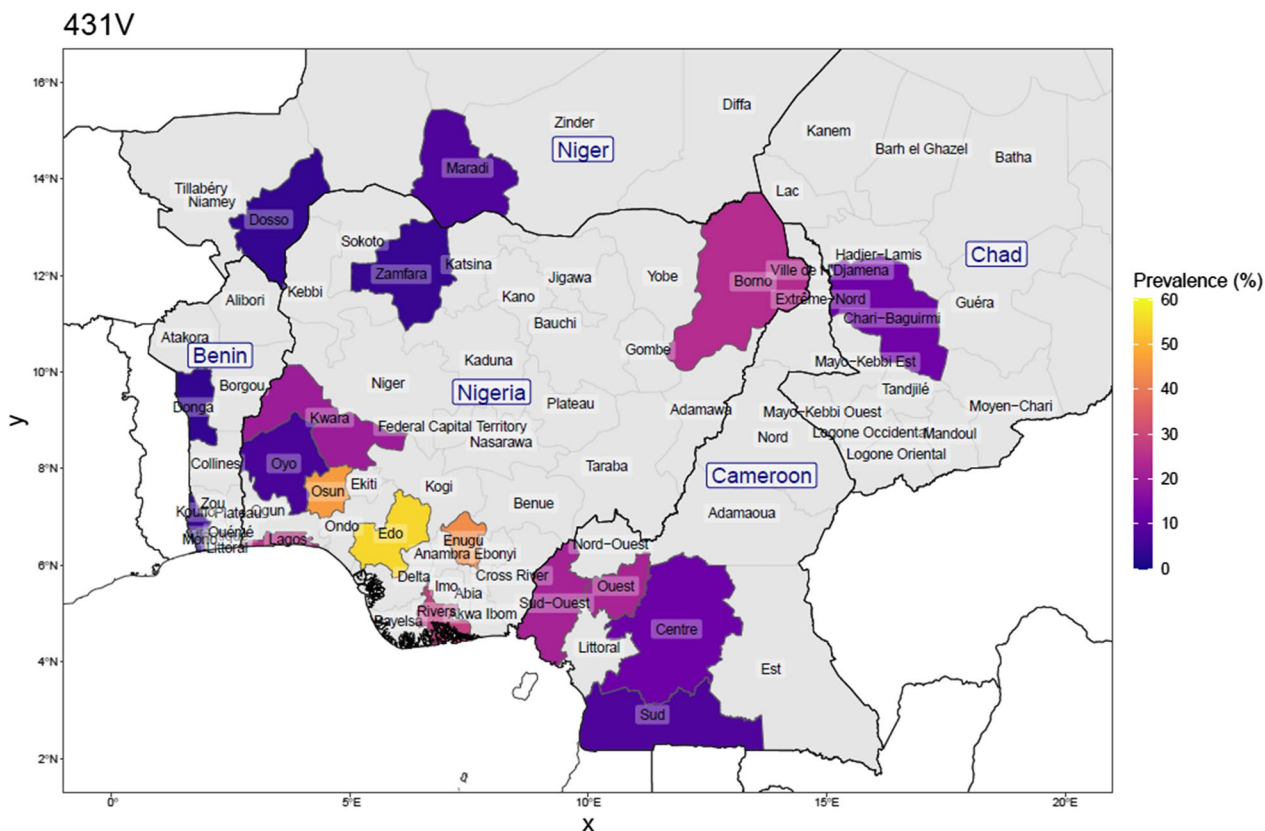 431V
16°N
Diffa
Zinder
Kanem
Niger
Barh el Ghazel
Batha
Maradi
14°N
Lac
Tillabéry
Niamey
Dosso
Sokoto
Hadjer−Lamis
Chad
Katsina
Ville de N'Djamena
Prevalence (%)
12°N
Zamfara
Jigawa
Yobe
Borno
Kebbi
Alibori
Kano
Extrême−Nord
Guéra
60
Bauchi
Chari−Baguirmi
50
Atakora
Benin
Gombe
Kaduna
Mayo−Kebbi Est
10°N
Borgou
Niger
Nigeria
Tandjilé
40
Donga
Plateau
Adamawa
Mayo−Kebbi Ouest
Moyen−Chari
30
Kwara
Federal Capital Territory
Nasarawa
Nord
Logone Occidental
Mandoul
20
y
Logone Oriental
8°N
Collines
Oyo
Taraba
Cameroon
10
Osun
Ekiti
Kogi
0
Zou
Kouffo
Plateau
Ogun
Benue
Adamaoua
Ondo
Edo
Ouémé
Mono
Littoral
Lagos
Enugu
Anambra
Ebonyi
Nord−Ouest
6°N
Delta
Imo
Abia
Cross River
Ouest
Sud−Ouest
Rivers
Akwa Ibom
Bayelsa
Centre
Littoral
4°N
Est
Sud
2°N
0°
5°E
10°E
15°E
20°E
x